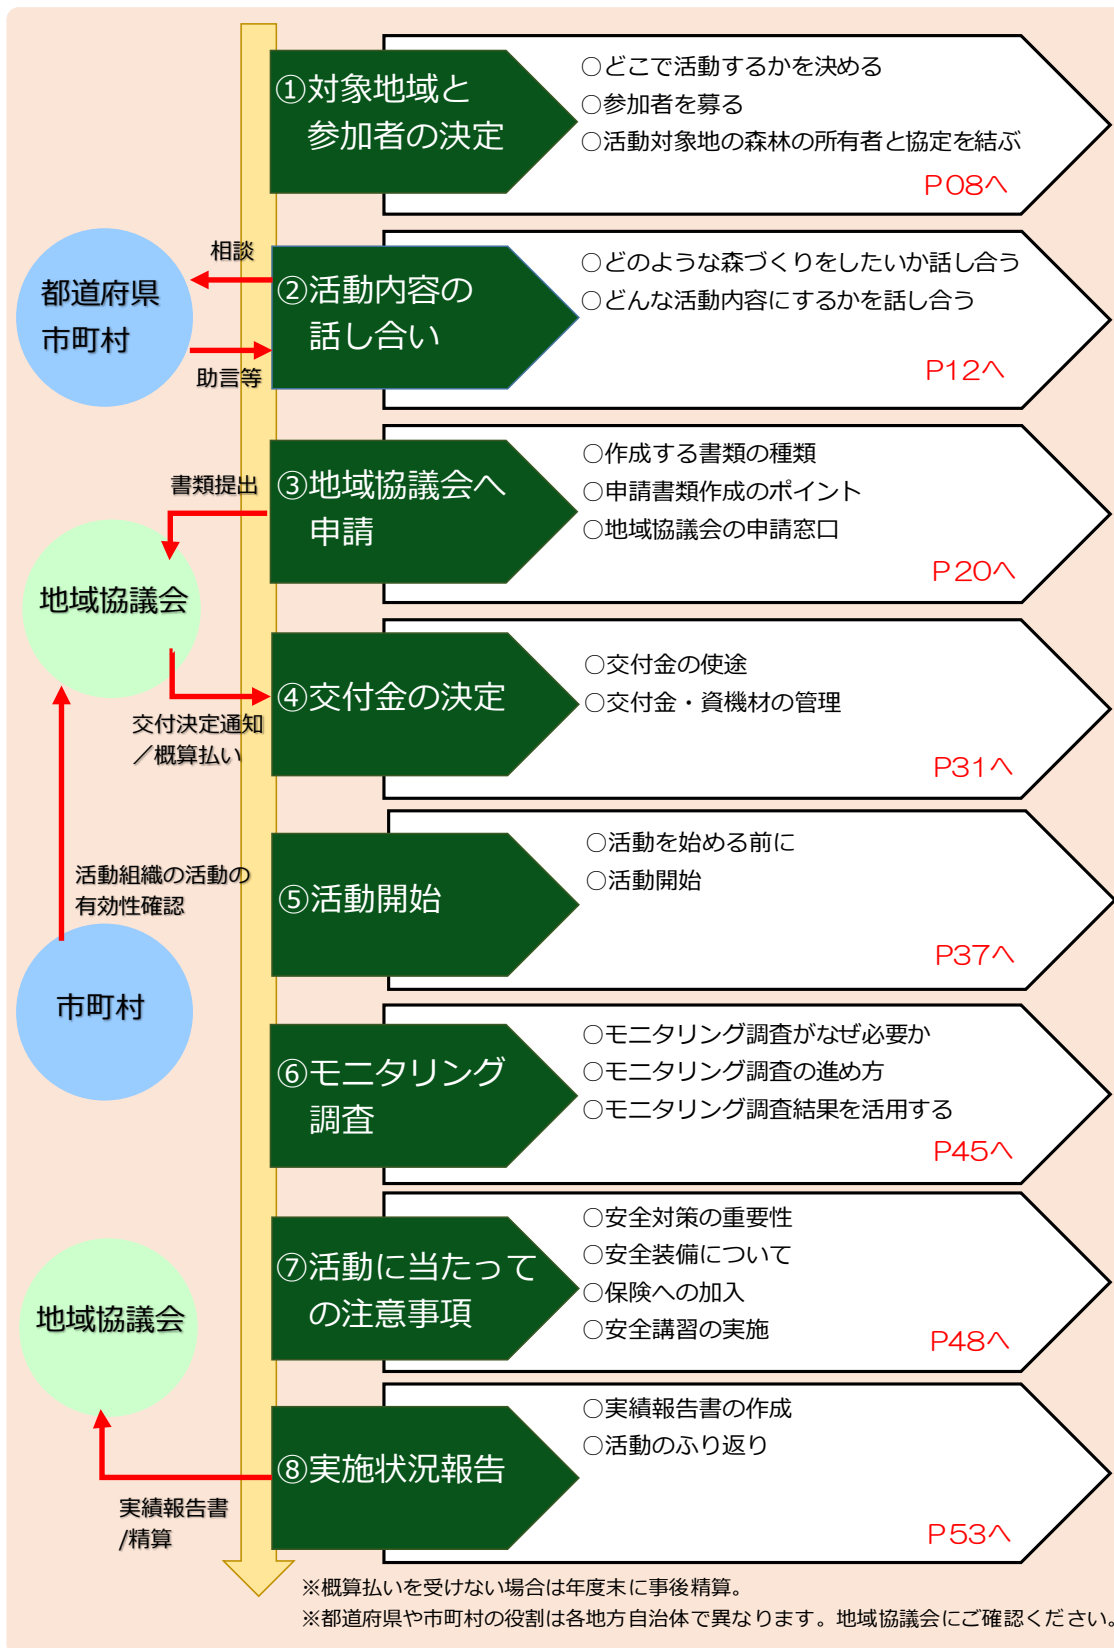 ①対象地域と
参加者の決定
○どこで活動するかを決める
○参加者を募る
○活動対象地の森林の所有者と協定を結ぶ
P08へ
相談
都道府県
市町村
助言等
②活動内容の
話し合い
○どのような森づくりをしたいか話し合う
○どんな活動内容にするかを話し合う
P12へ
書類提出
③地域協議会へ
申請
○作成する書類の種類
○申請書類作成のポイント
○地域協議会の申請窓口
P20へ
地域協議会
④交付金の決定
○交付金の使途
○交付金・資機材の管理
P31へ
交付決定通知
／概算払い
⑤活動開始
○活動を始める前に
○活動開始
P37へ
活動組織の活動の
有効性確認
市町村
⑥モニタリング
調査
○モニタリング調査がなぜ必要か
○モニタリング調査の進め方
○モニタリング調査結果を活用する
P45へ
⑦活動に当たって
の注意事項
○安全対策の重要性
○安全装備について
○保険への加入
○安全講習の実施
P48へ
地域協議会
⑧実施状況報告
○実績報告書の作成
○活動のふり返り
P53へ
実績報告書
/精算
※概算払いを受けない場合は年度末に事後精算。
※都道府県や市町村の役割は各地方自治体で異なります。地域協議会にご確認ください。